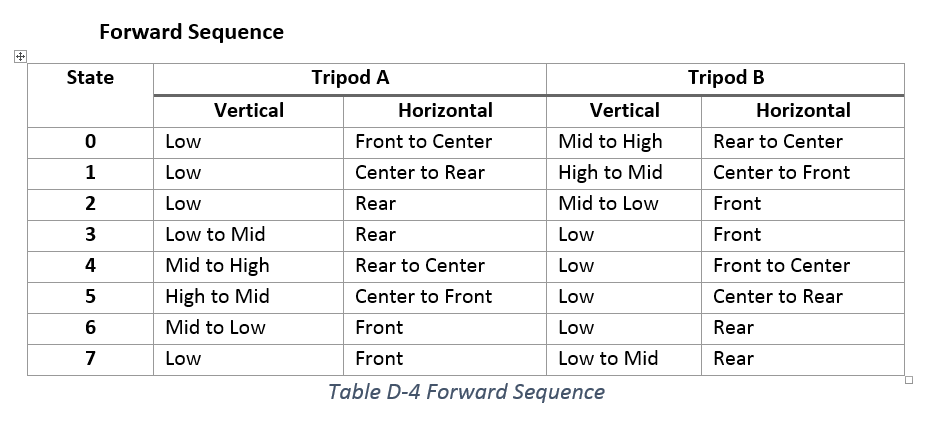 Forward Sequence
State Tripod A Tripod B
Vertical Horizontal Vertical Horizontal
0 Low Front to Center Mid to High Rear to Center
1 Low Center to Rear High to Mid Center to Front
2 Low Rear Mid to Low Front
3 Low to Mid Rear Low Front
4 Mid to High Rear to Center Low Front to Center
5 High to Mid Center to Front Low Center to Rear
6 Mid to Low Front Low Rear
7 Low Front Low to Mid Rear
Table D-4 Forward Sequence